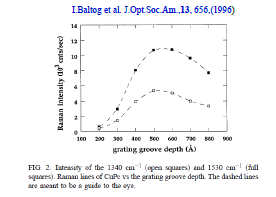 I.Baltog et al. J.Opt.Soc.Am.,13, 656,(1996)
14
12
10
8
6
4
2
0
Raman intensity (10³ cnts/sec)
100 200 300 400 500 600 700 800 900
grating groove depth (Å)
FIG. 2. Intensity of the 1340 cm⁻¹ (open squares) and 1530 cm⁻¹ (full
squares). Raman lines of CuPc vs the grating groove depth. The dashed lines
are meant to be a guide to the eye.